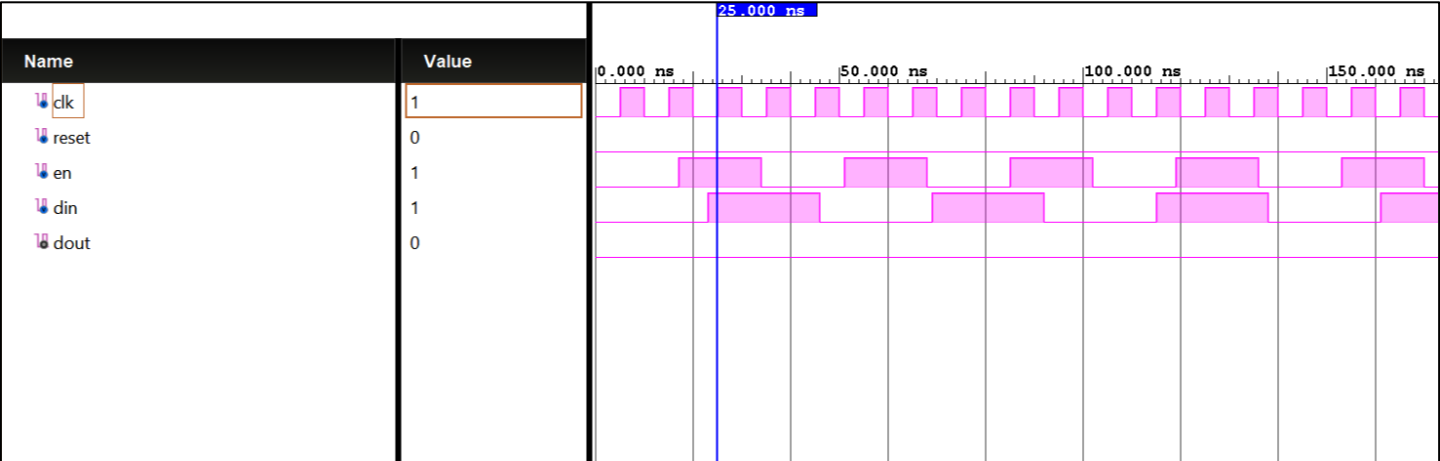 25.000 ns
Name Value
0.000 ns 50.000 ns 100.000 ns 150.000 ns
clk 1
reset 0
en 1
din 1
dout 0